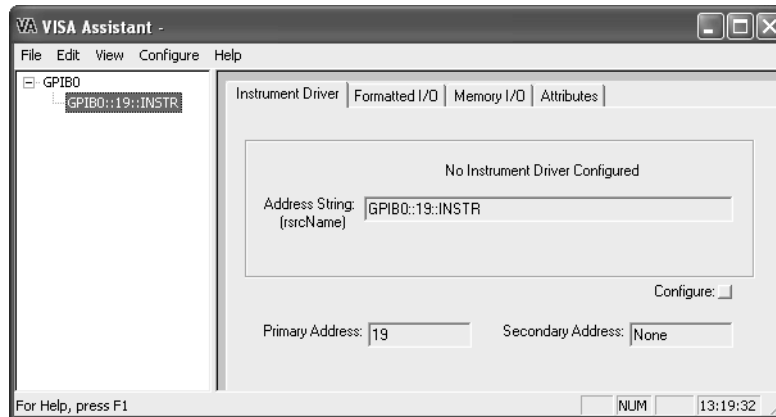 VISA Assistant -
File Edit View Configure Help
GPIB0
GPIB0::19::INSTR
Instrument Driver Formatted I/O Memory I/O Attributes
No Instrument Driver Configured
Address String: GPIB0::19::INSTR
(rsrcName)
Configure:
Primary Address: 19 Secondary Address: None
For Help, press F1 NUM 13:19:32